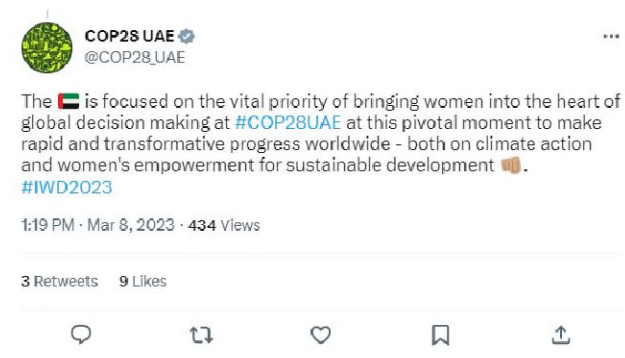 COP28 UAE
@COP28_UAE
The 🇦🇪 is focused on the vital priority of bringing women into the heart of
global decision making at #COP28UAE at this pivotal moment to make
rapid and transformative progress worldwide - both on climate action
and women's empowerment for sustainable development 👊🏽.
#IWD2023
1:19 PM · Mar 8, 2023 · 434 Views
3 Retweets 9 Likes